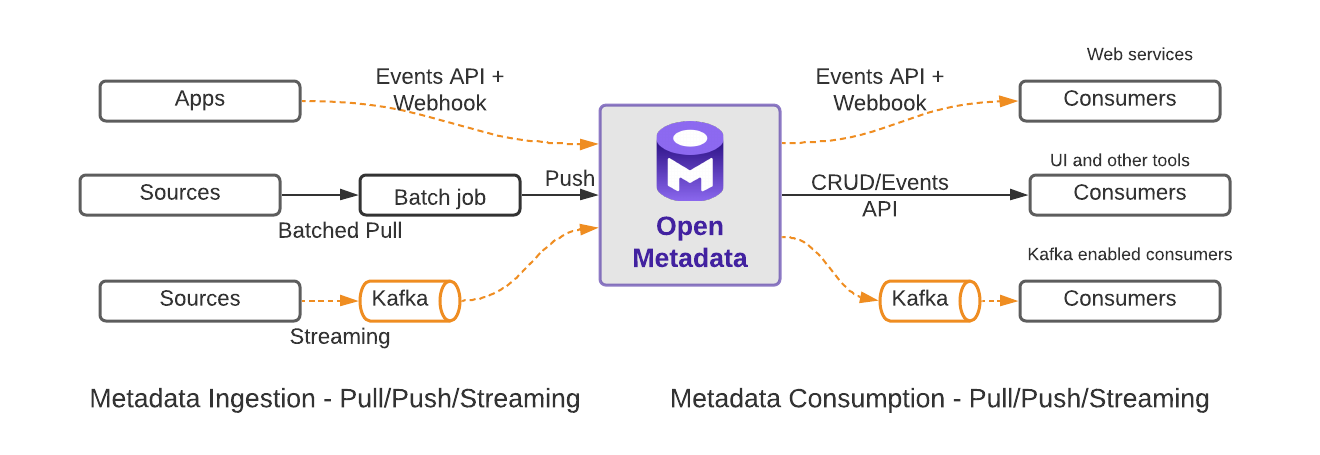 Web services
Events API +
Webhook
Events API +
Webbook
Apps
Consumers
UI and other tools
Sources
Batch job
Push
CRUD/Events
API
Consumers
Batched Pull
Open
Metadata
Kafka enabled consumers
Sources
Kafka
Kafka
Consumers
Streaming
Metadata Ingestion - Pull/Push/Streaming
Metadata Consumption - Pull/Push/Streaming